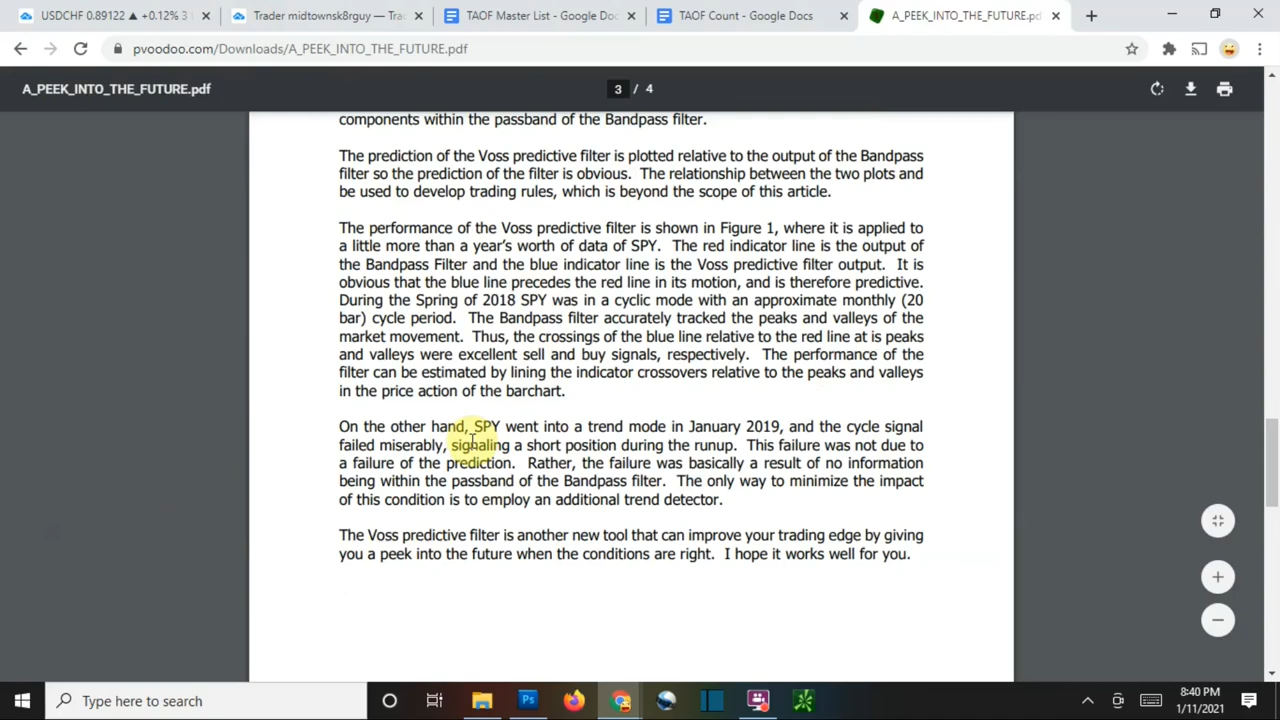 USDCHF 0.89122 ▲ +0.12% 3
Trader midtownsk8rguy — Tra
TAOF Master List - Google Doc
TAOF Count - Google Docs
A_PEEK_INTO_THE_FUTURE.pd
pvoodoo.com/Downloads/A_PEEK_INTO_THE_FUTURE.pdf
A_PEEK_INTO_THE_FUTURE.pdf
3 / 4
components within the passband of the Bandpass filter.
The prediction of the Voss predictive filter is plotted relative to the output of the Bandpass
filter so the prediction of the filter is obvious. The relationship between the two plots and
be used to develop trading rules, which is beyond the scope of this article.
The performance of the Voss predictive filter is shown in Figure 1, where it is applied to
a little more than a year's worth of data of SPY. The red indicator line is the output of
the Bandpass Filter and the blue indicator line is the Voss predictive filter output. It is
obvious that the blue line precedes the red line in its motion, and is therefore predictive.
During the Spring of 2018 SPY was in a cyclic mode with an approximate monthly (20
bar) cycle period. The Bandpass filter accurately tracked the peaks and valleys of the
market movement. Thus, the crossings of the blue line relative to the red line at is peaks
and valleys were excellent sell and buy signals, respectively. The performance of the
filter can be estimated by lining the indicator crossovers relative to the peaks and valleys
in the price action of the barchart.
On the other hand, SPY went into a trend mode in January 2019, and the cycle signal
failed miserably, signaling a short position during the runup. This failure was not due to
a failure of the prediction. Rather, the failure was basically a result of no information
being within the passband of the Bandpass filter. The only way to minimize the impact
of this condition is to employ an additional trend detector.
The Voss predictive filter is another new tool that can improve your trading edge by giving
you a peek into the future when the conditions are right. I hope it works well for you.
Type here to search
Ps
8:40 PM
1/11/2021